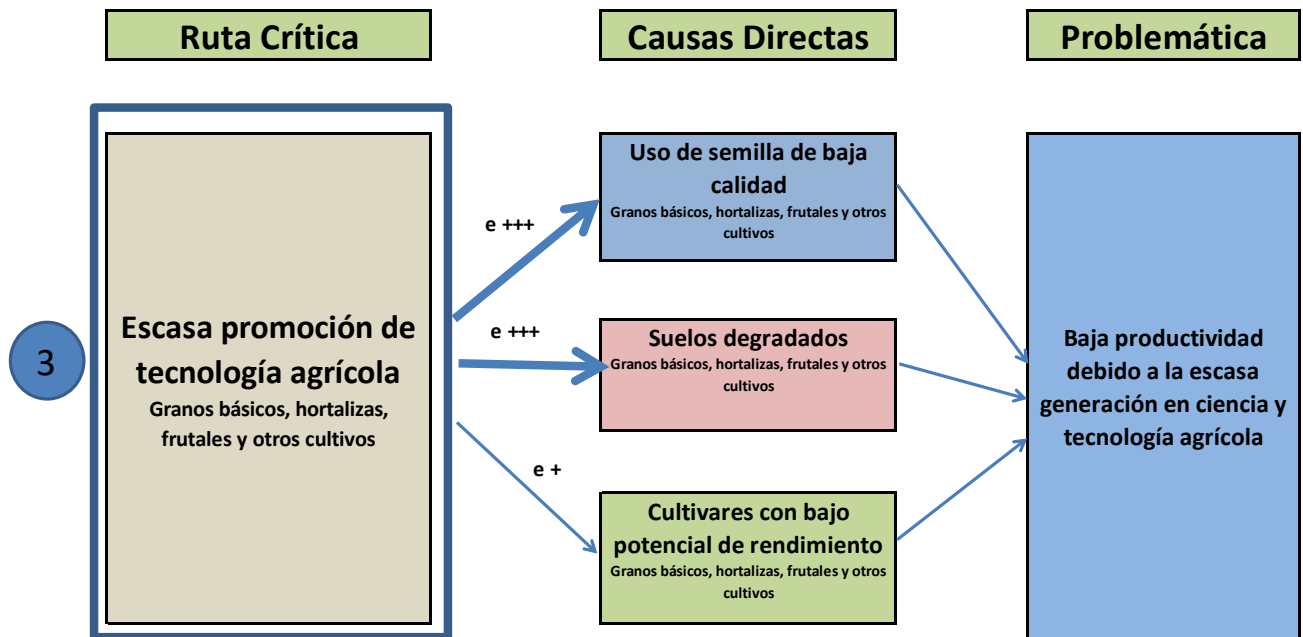 Ruta Crítica
Causas Directas
Problemática
3
Escasa promoción de
tecnología agrícola
Granos básicos, hortalizas,
frutales y otros cultivos
e +++
e +++
e +
Uso de semilla de baja
calidad
Granos básicos, hortalizas, frutales y otros
cultivos
Suelos degradados
Granos básicos, hortalizas, frutales y otros
cultivos
Cultivares con bajo
potencial de rendimiento
Granos básicos, hortalizas, frutales y otros
cultivos
Baja productividad
debido a la escasa
generación en ciencia y
tecnología agrícola